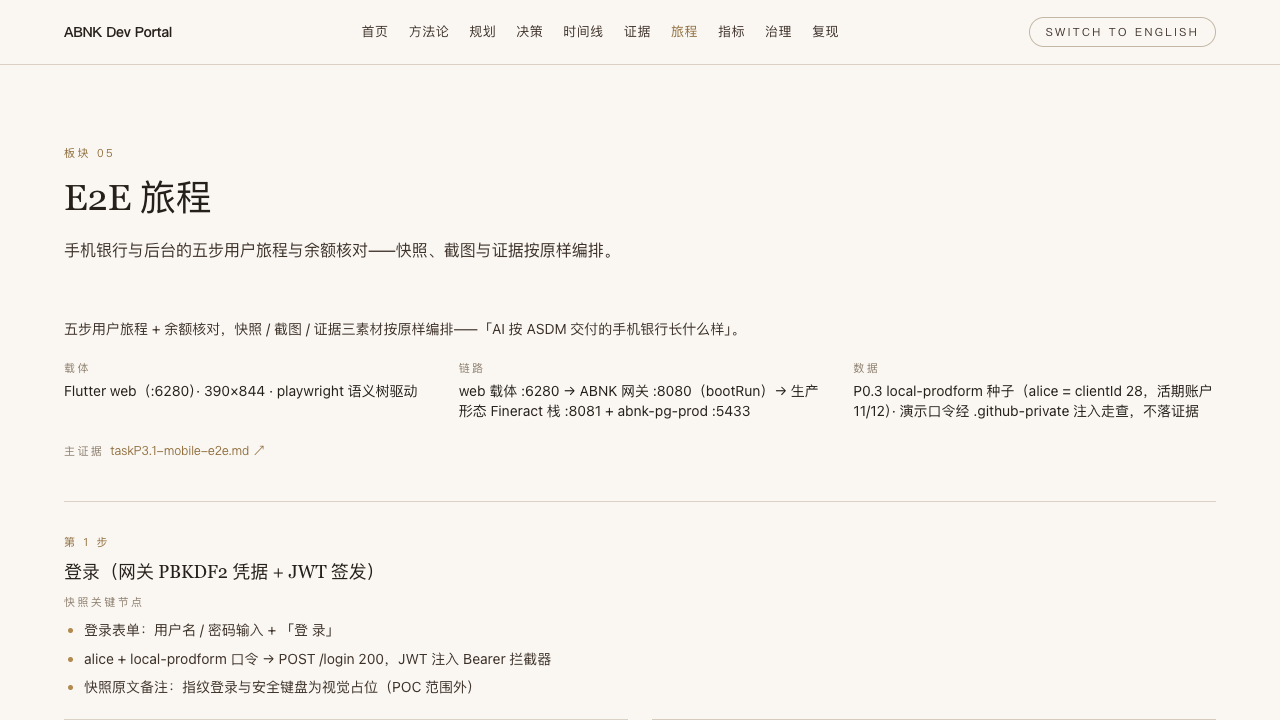 ABNK Dev Portal
首页 方法论 规划 决策 时间线 证据 旅程 指标 治理 复现
SWITCH TO ENGLISH
板块 05
E2E 旅程
手机银行与后台的五步用户旅程与余额核对——快照、截图与证据按原样编排。
五步用户旅程 + 余额核对，快照 / 截图 / 证据三素材按原样编排——「AI 按 ASDM 交付的手机银行长什么样」。
载体
Flutter web（:6280）· 390×844 · playwright 语义树驱动
链路
web 载体 :6280 → ABNK 网关 :8080（bootRun）→ 生产
形态 Fineract 栈 :8081 + abnk-pg-prod :5433
数据
P0.3 local-prodform 种子（alice = clientId 28，活期账户
11/12）· 演示口令经 .github-private 注入走查，不落证据
主证据 taskP3.1-mobile-e2e.md ↗
第 1 步
登录（网关 PBKDF2 凭据 + JWT 签发）
快照关键节点
登录表单：用户名 / 密码输入 + 「登 录」
alice + local-prodform 口令 → POST /login 200，JWT 注入 Bearer 拦截器
快照原文备注：指纹登录与安全键盘为视觉占位（POC 范围外）